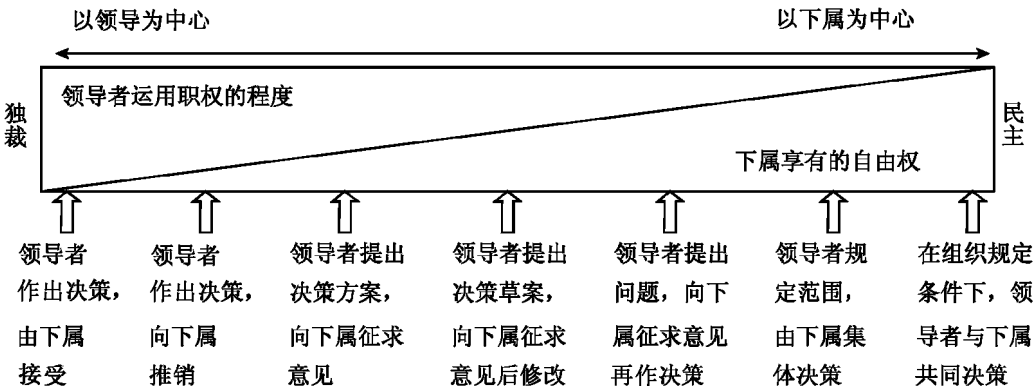 以领导为中心
以下属为中心
独裁
领导者运用职权的程度
下属享有的自由权
民主
领导者
作出决策，
由下属
接受
领导者
作出决策，
向下属
推销
领导者提出
决策方案，
向下属征求
意见
领导者提出
决策草案，
向下属征求
意见后修改
领导者提出
问题，向下
属征求意见
再作决策
领导者规
定范围，
由下属集
体决策
在组织规定
条件下，领
导者与下属
共同决策